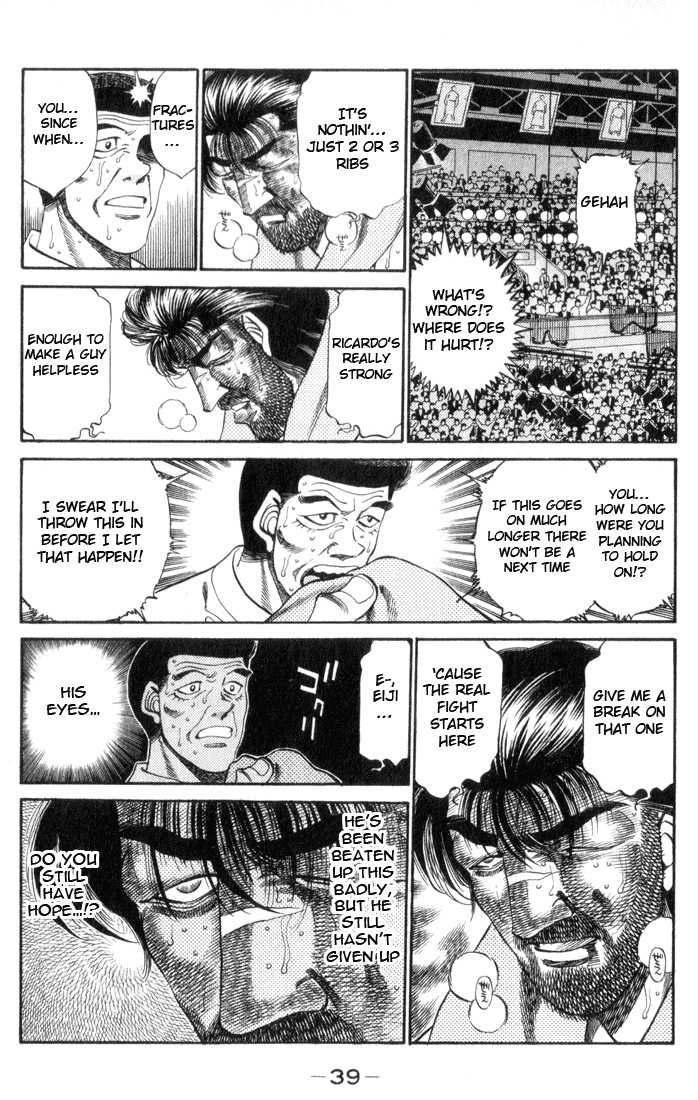 GEHAH
WHAT'S
WRONG!?
WHERE DOES
IT HURT!?
IT'S
NOTHIN'...
JUST 2 OR 3
RIBS
FRAC-
TURES
...
YOU...
SINCE
WHEN...
RICARDO'S
REALLY
STRONG
ENOUGH TO
MAKE A GUY
HELPLESS
YOU...
HOW LONG
WERE YOU
PLANNING
TO HOLD
ON!?
IF THIS GOES
ON MUCH
LONGER THERE
WON'T BE A
NEXT TIME
I SWEAR I'LL
THROW THIS IN
BEFORE I LET
THAT HAPPEN!!
GIVE ME A
BREAK ON
THAT ONE
'CAUSE
THE REAL
FIGHT
STARTS
HERE
E-,
EIJI
...
HIS
EYES...
HE'S
BEEN
BEATEN
UP THIS
BADLY,
BUT HE
STILL
HASN'T
GIVEN UP
DO YOU
STILL
HAVE
HOPE...!?
—39—